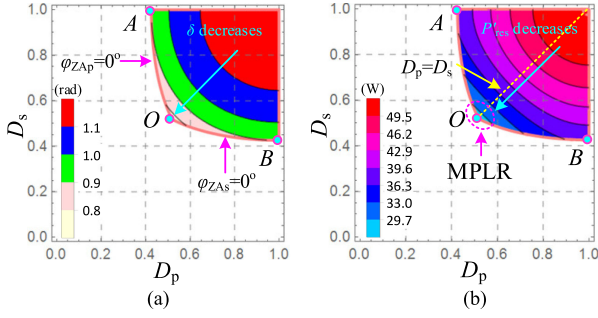 A
δ decreases
φZAp=0°
(rad)
1.1
1.0
0.9
0.8
O
B
φZAs=0°
Ds
1.0
0.8
0.6
0.4
0.2
0.0
0.0 0.2 0.4 0.6 0.8 1.0
Dp
(a)
A
P'res decreases
Dp=Ds
(W)
49.5
46.2
42.9
39.6
36.3
33.0
29.7
O
B
MPLR
Ds
1.0
0.8
0.6
0.4
0.2
0.0
0.0 0.2 0.4 0.6 0.8 1.0
Dp
(b)